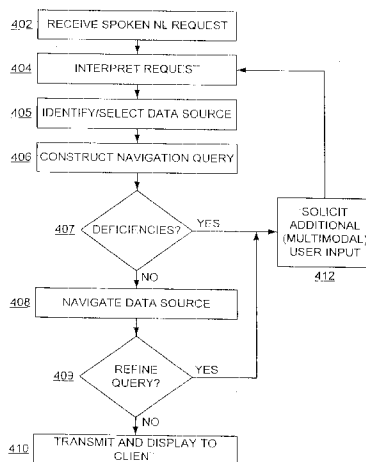 402 RECEIVE SPOKEN NL REQUEST
404 INTERPRET REQUEST
405 IDENTIFY/SELECT DATA SOURCE
406 CONSTRUCT NAVIGATION QUERY
407 DEFICIENCIES? YES
NO
SOLICIT
ADDITIONAL
(MULTIMODAL)
USER INPUT
412
408 NAVIGATE DATA SOURCE
409 REFINE
QUERY? YES
NO
410 TRANSMIT AND DISPLAY TO
CLIENT